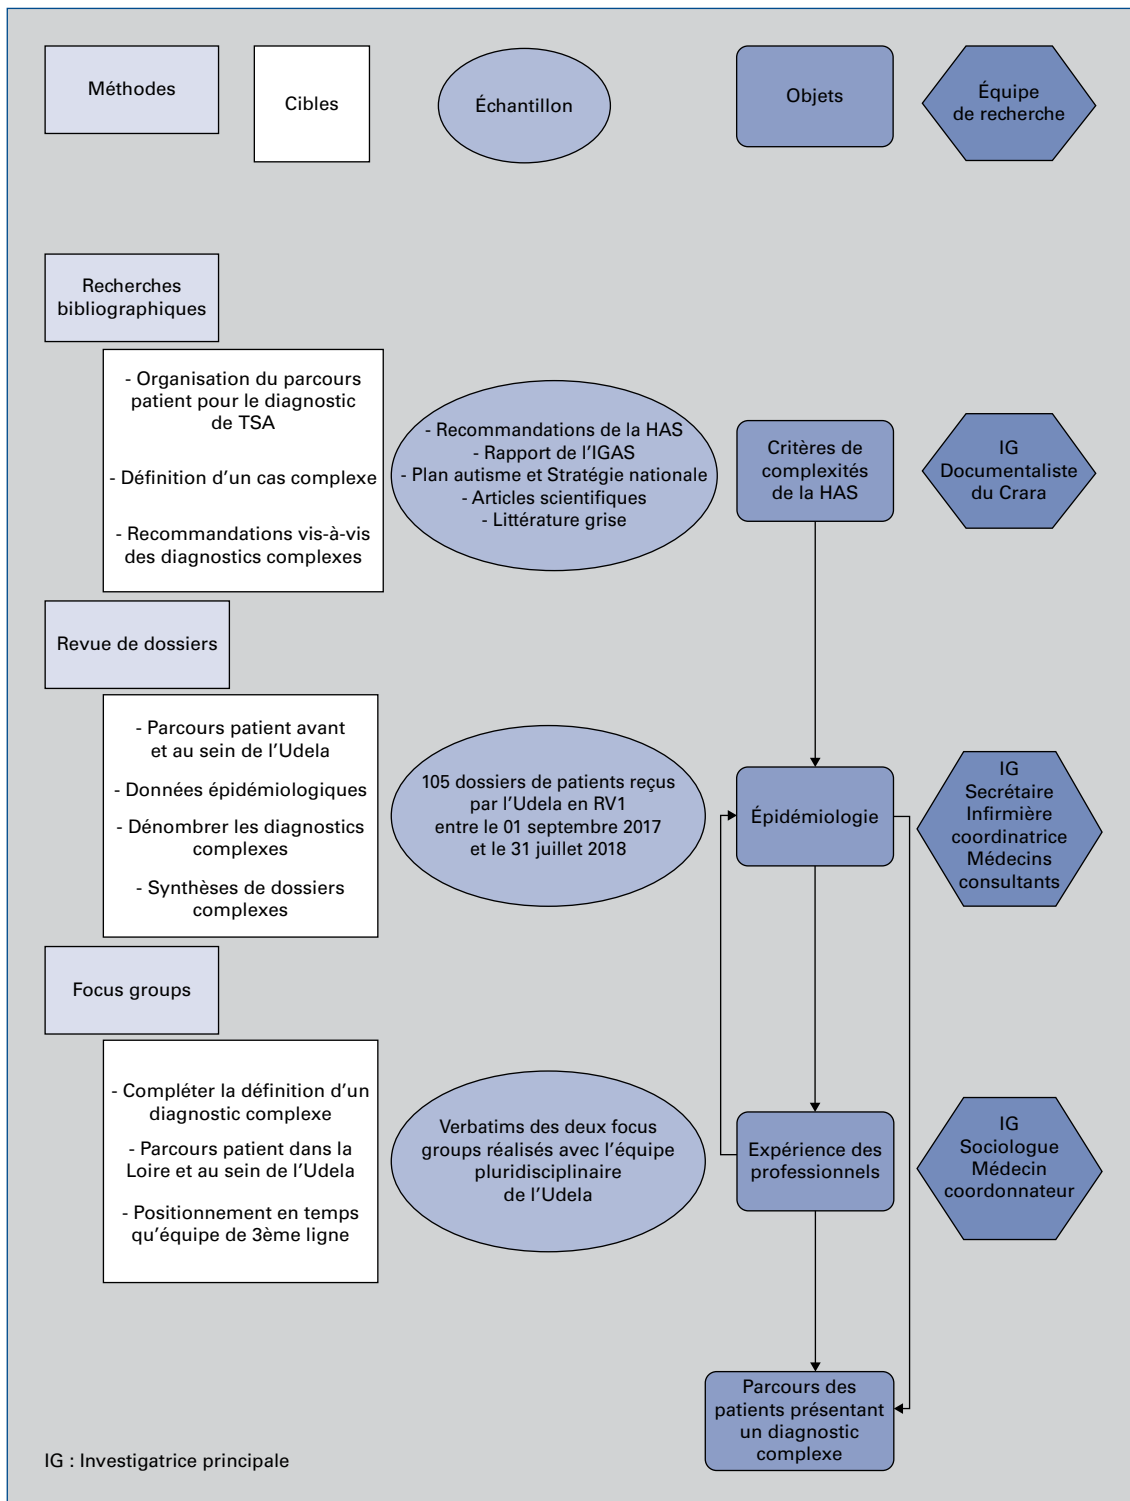 Méthodes
Cibles
Échantillon
Objets
Équipe
de recherche
Recherches
bibliographiques
- Organisation du parcours
patient pour le diagnostic
de TSA
- Définition d'un cas complexe
- Recommandations vis-à-vis
des diagnostics complexes
- Recommandations de la HAS
- Rapport de l'IGAS
- Plan autisme et Stratégie nationale
- Articles scientifiques
- Littérature grise
Critères de
complexités
de la HAS
IG
Documentaliste
du Crara
Revue de dossiers
- Parcours patient avant
et au sein de l'Udela
- Données épidémiologiques
- Dénombrer les diagnostics
complexes
- Synthèses de dossiers
complexes
105 dossiers de patients reçus
par l'Udela en RV1
entre le 01 septembre 2017
et le 31 juillet 2018
Épidémiologie
IG
Secrétaire
Infirmière
coordinatrice
Médecins
consultants
Focus groups
- Compléter la définition d'un
diagnostic complexe
- Parcours patient dans la
Loire et au sein de l'Udela
- Positionnement en temps
qu'équipe de 3ème ligne
Verbatims des deux focus
groups réalisés avec l'équipe
pluridisciplinaire
de l'Udela
Expérience des
professionnels
IG
Sociologue
Médecin
coordonnateur
Parcours des
patients présentant
un diagnostic
complexe
IG : Investigatrice principale